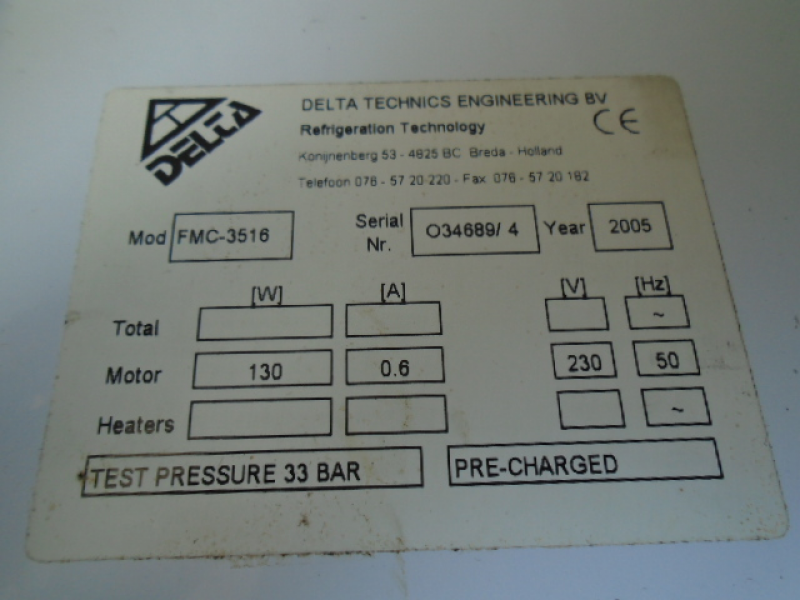 DELTA
DELTA TECHNICS ENGINEERING BV
Refrigeration Technology
CE
Konijnenberg 53 - 4825 BC Breda - Holland
Telefoon 076 - 57 20 220 - Fax 076 - 57 20 182
Mod FMC-3516 Serial Nr. O34689/ 4 Year 2005
[W] [A] [V] [Hz]
Total ~
Motor 130 0.6 230 50
Heaters ~
TEST PRESSURE 33 BAR PRE-CHARGED